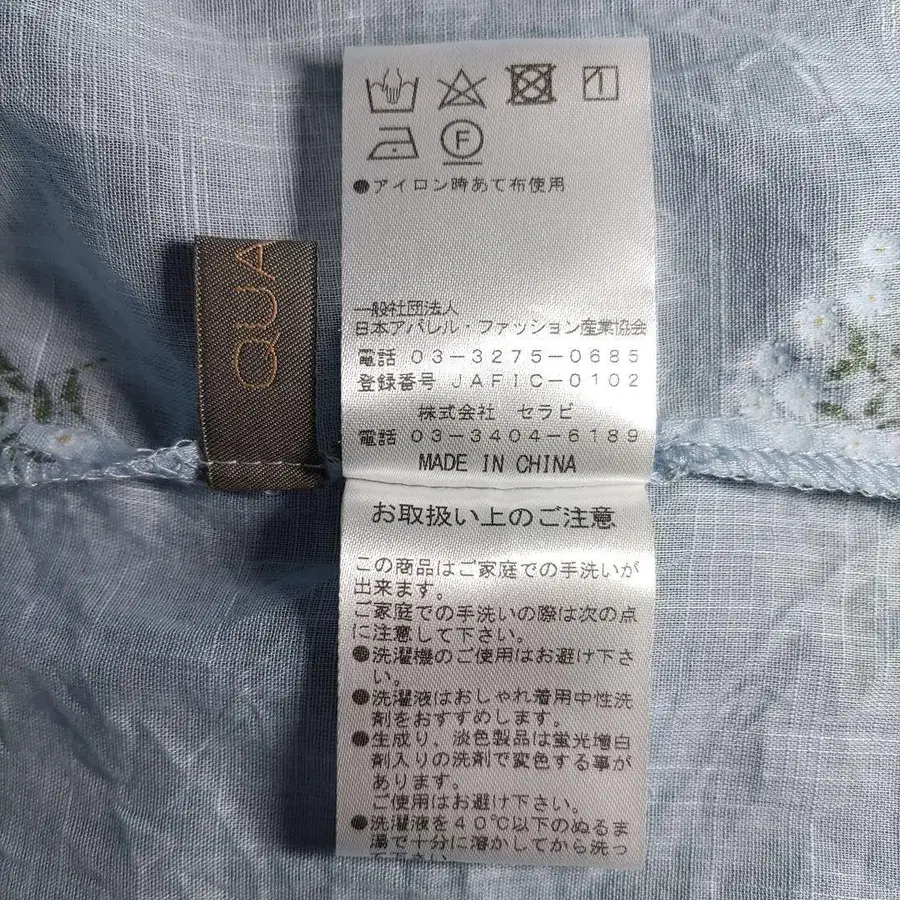 QUA
F
●アイロン時あて布使用
一般社団法人
日本アパレル・ファッション産業協会
電話 03-3275-0685
登録番号 JAFIC-0102
株式会社 セラビ
電話 03-3404-6189
MADE IN CHINA
お取扱い上のご注意
この商品はご家庭での手洗いが
出来ます。
ご家庭での手洗いの際は次の点
に注意して下さい。
●洗濯機のご使用はお避け下さ
い。
●洗濯液はおしゃれ着用中性洗
剤をおすすめします。
●生成り、淡色製品は蛍光増白
剤入りの洗剤で変色する事が
あります。
ご使用はお避け下さい。
●洗濯液を40℃以下のぬるま
湯で十分に溶かしてから洗っ
て下さい。